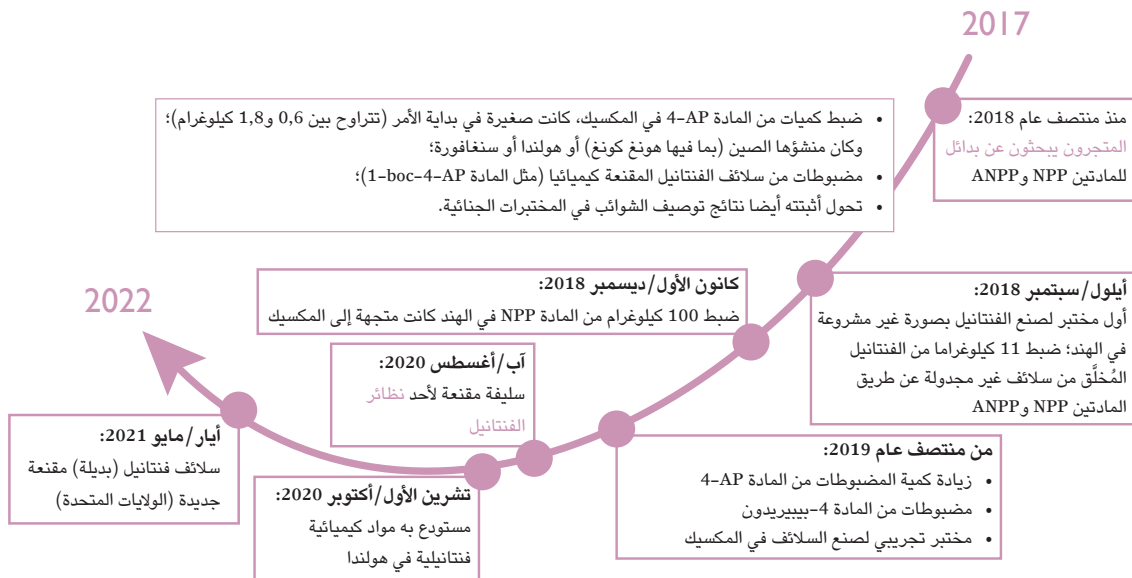 2017
منذ منتصف عام 2018:
المتجرون يبحثون عن بدائل
للمادتين NPP وANPP
• ضبط كميات من المادة 4-AP في المكسيك، كانت صغيرة في بداية الأمر (تتراوح بين 0,6 و1,8 كيلوغرام)؛
وكان منشؤها الصين (بما فيها هونغ كونغ) أو هولندا أو سنغافورة؛
• مضبوطات من سلائف الفنتانيل المقنعة كيميائيا (مثل المادة 1-boc-4-AP)؛
• تحول أثبتته أيضا نتائج توصيف الشوائب في المختبرات الجنائية.
أيلول/سبتمبر 2018:
أول مختبر لصنع الفنتانيل بصورة غير مشروعة
في الهند؛ ضبط 11 كيلوغراما من الفنتانيل
المُخلَّق من سلائف غير مجدولة عن طريق
المادتين NPP وANPP
كانون الأول/ديسمبر 2018:
ضبط 100 كيلوغرام من المادة NPP في الهند كانت متجهة إلى المكسيك
من منتصف عام 2019:
• زيادة كمية المضبوطات من المادة 4-AP
• مضبوطات من المادة 4-بيبيريدون
• مختبر تجريبي لصنع السلائف في المكسيك
آب/أغسطس 2020:
سليفة مقنعة لأحد نظائر
الفنتانيل
تشرين الأول/أكتوبر 2020:
مستودع به مواد كيميائية
فنتانيلية في هولندا
أيار/مايو 2021:
سلائف فنتانيل (بديلة) مقنعة
جديدة (الولايات المتحدة)
2022